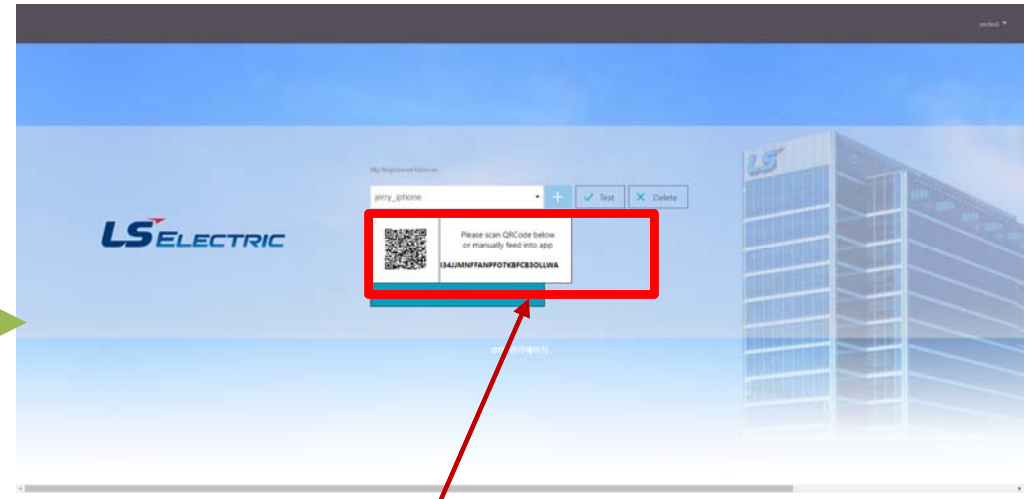 My Registered Devices
jerry_iphone
+
Test
Delete
LS
LS ELECTRIC
Please scan QRCode below
or manually feed into app
I34JJMNFFANPFO7KBFCB3OLLWA